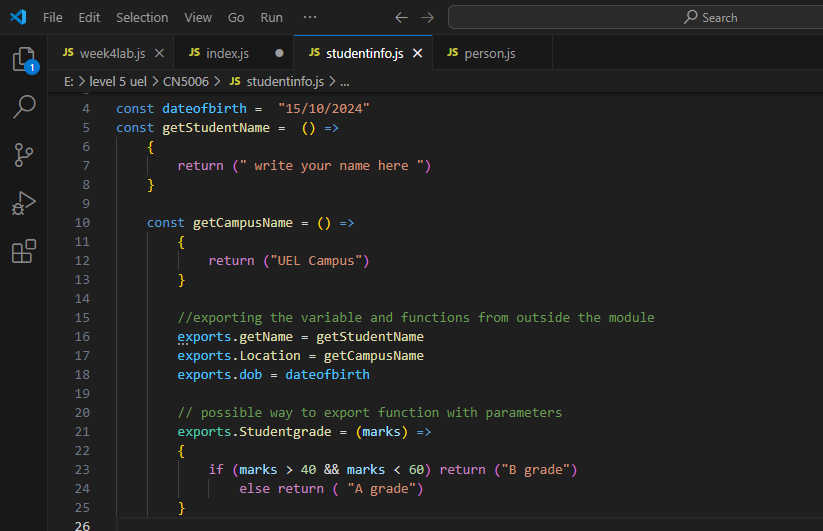 File Edit Selection View Go Run ··· ← → Search
JS week4lab.js × JS index.js ● JS studentinfo.js × JS person.js
1
E: > level 5 uel > CN5006 > JS studentinfo.js > ...
4 const dateofbirth =  "15/10/2024"
5 const getStudentName =  () =>
6     {
7         return (" write your name here ")
8     }
9
10     const getCampusName = () =>
11         {
12             return ("UEL Campus")
13         }
14
15         //exporting the variable and functions from outside the module
16         exports.getName = getStudentName
17         exports.Location = getCampusName
18         exports.dob = dateofbirth
19
20         // possible way to export function with parameters
21         exports.Studentgrade = (marks) =>
22         {
23             if (marks > 40 && marks < 60) return ("B grade")
24                 else return ( "A grade")
25         }
26